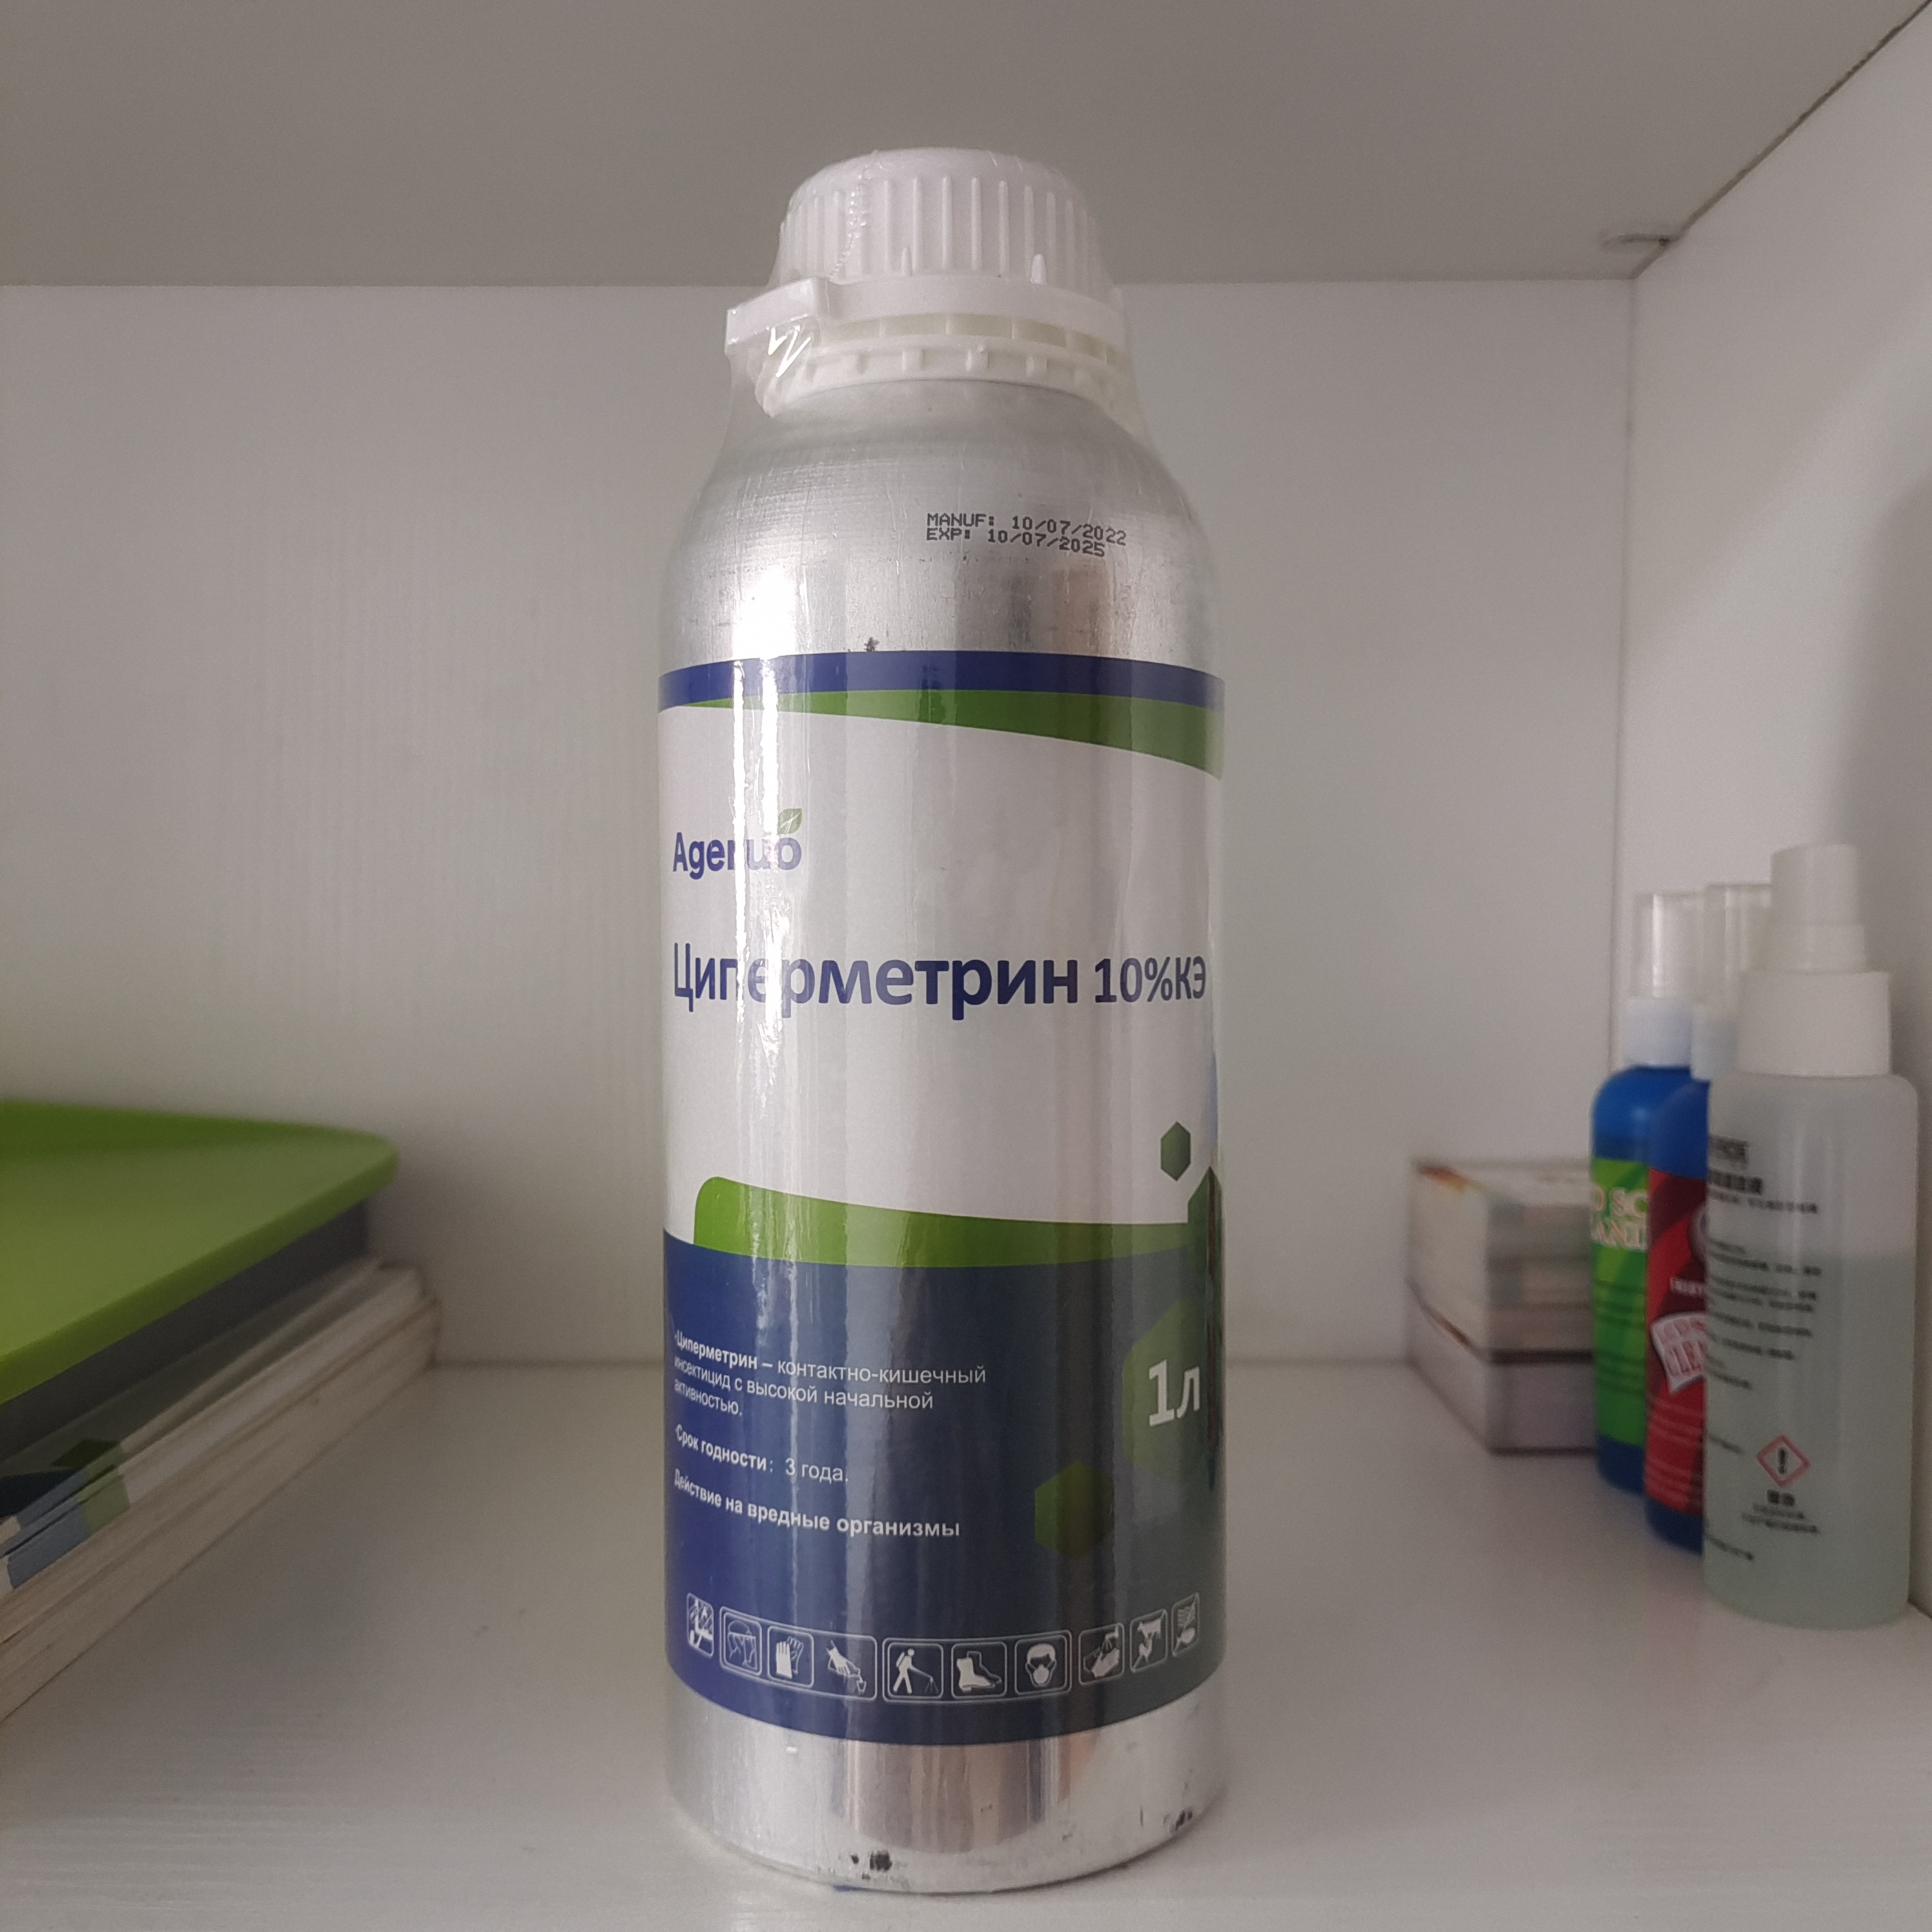 MANUF: 10/07/2022
EXP: 10/07/2025
Ageruo
Циперметрин 10%КЭ
·Циперметрин – контактно-кишечный
инсектицид с высокой начальной
активностью.
·Срок годности: 3 года.
Действие на вредные организмы
1л